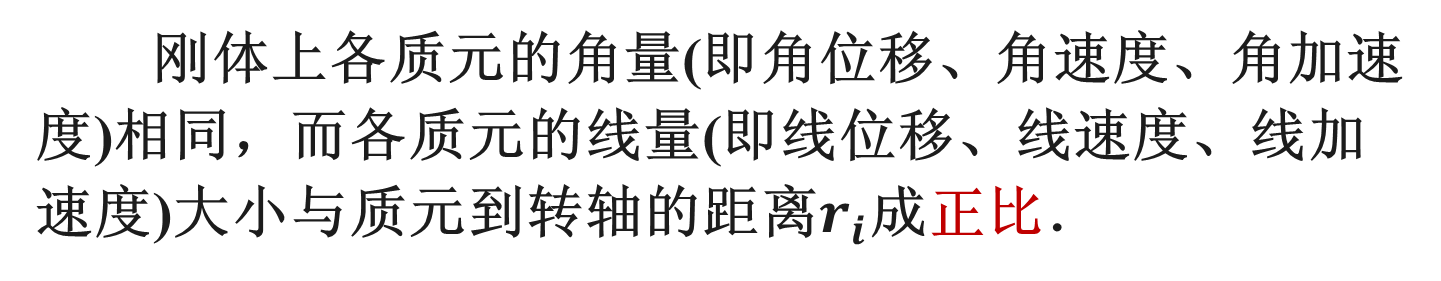 刚体上各质元的角量(即角位移、角速度、角加速
度)相同，而各质元的线量(即线位移、线速度、线加
速度)大小与质元到转轴的距离rᵢ成正比．